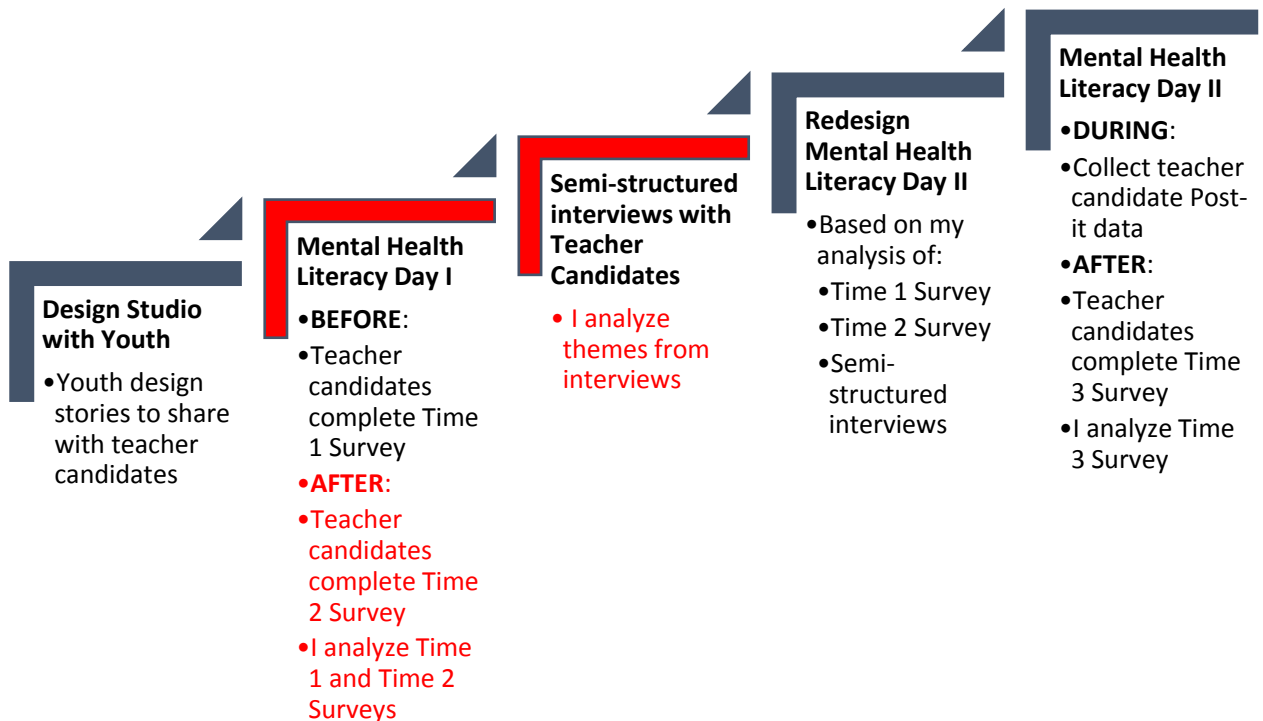 Design Studio
with Youth
•Youth design
stories to share
with teacher
candidates
Mental Health
Literacy Day I
•BEFORE:
•Teacher
candidates
complete Time
1 Survey
•AFTER:
•Teacher
candidates
complete Time
2 Survey
•I analyze Time
1 and Time 2
Surveys
Semi-structured
interviews with
Teacher
Candidates
• I analyze
themes from
interviews
Redesign
Mental Health
Literacy Day II
•Based on my
analysis of:
•Time 1 Survey
•Time 2 Survey
•Semi-
structured
interviews
Mental Health
Literacy Day II
•DURING:
•Collect teacher
candidate Post-
it data
•AFTER:
•Teacher
candidates
complete Time
3 Survey
•I analyze Time
3 Survey